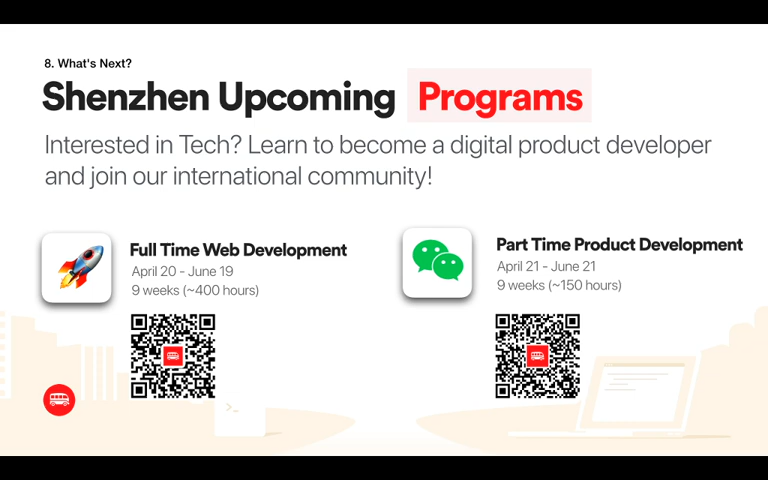 8. What's Next?
Shenzhen Upcoming Programs
Interested in Tech? Learn to become a digital product developer
and join our international community!
Full Time Web Development
April 20 - June 19
9 weeks (~400 hours)
Part Time Product Development
April 21 - June 21
9 weeks (~150 hours)
>_